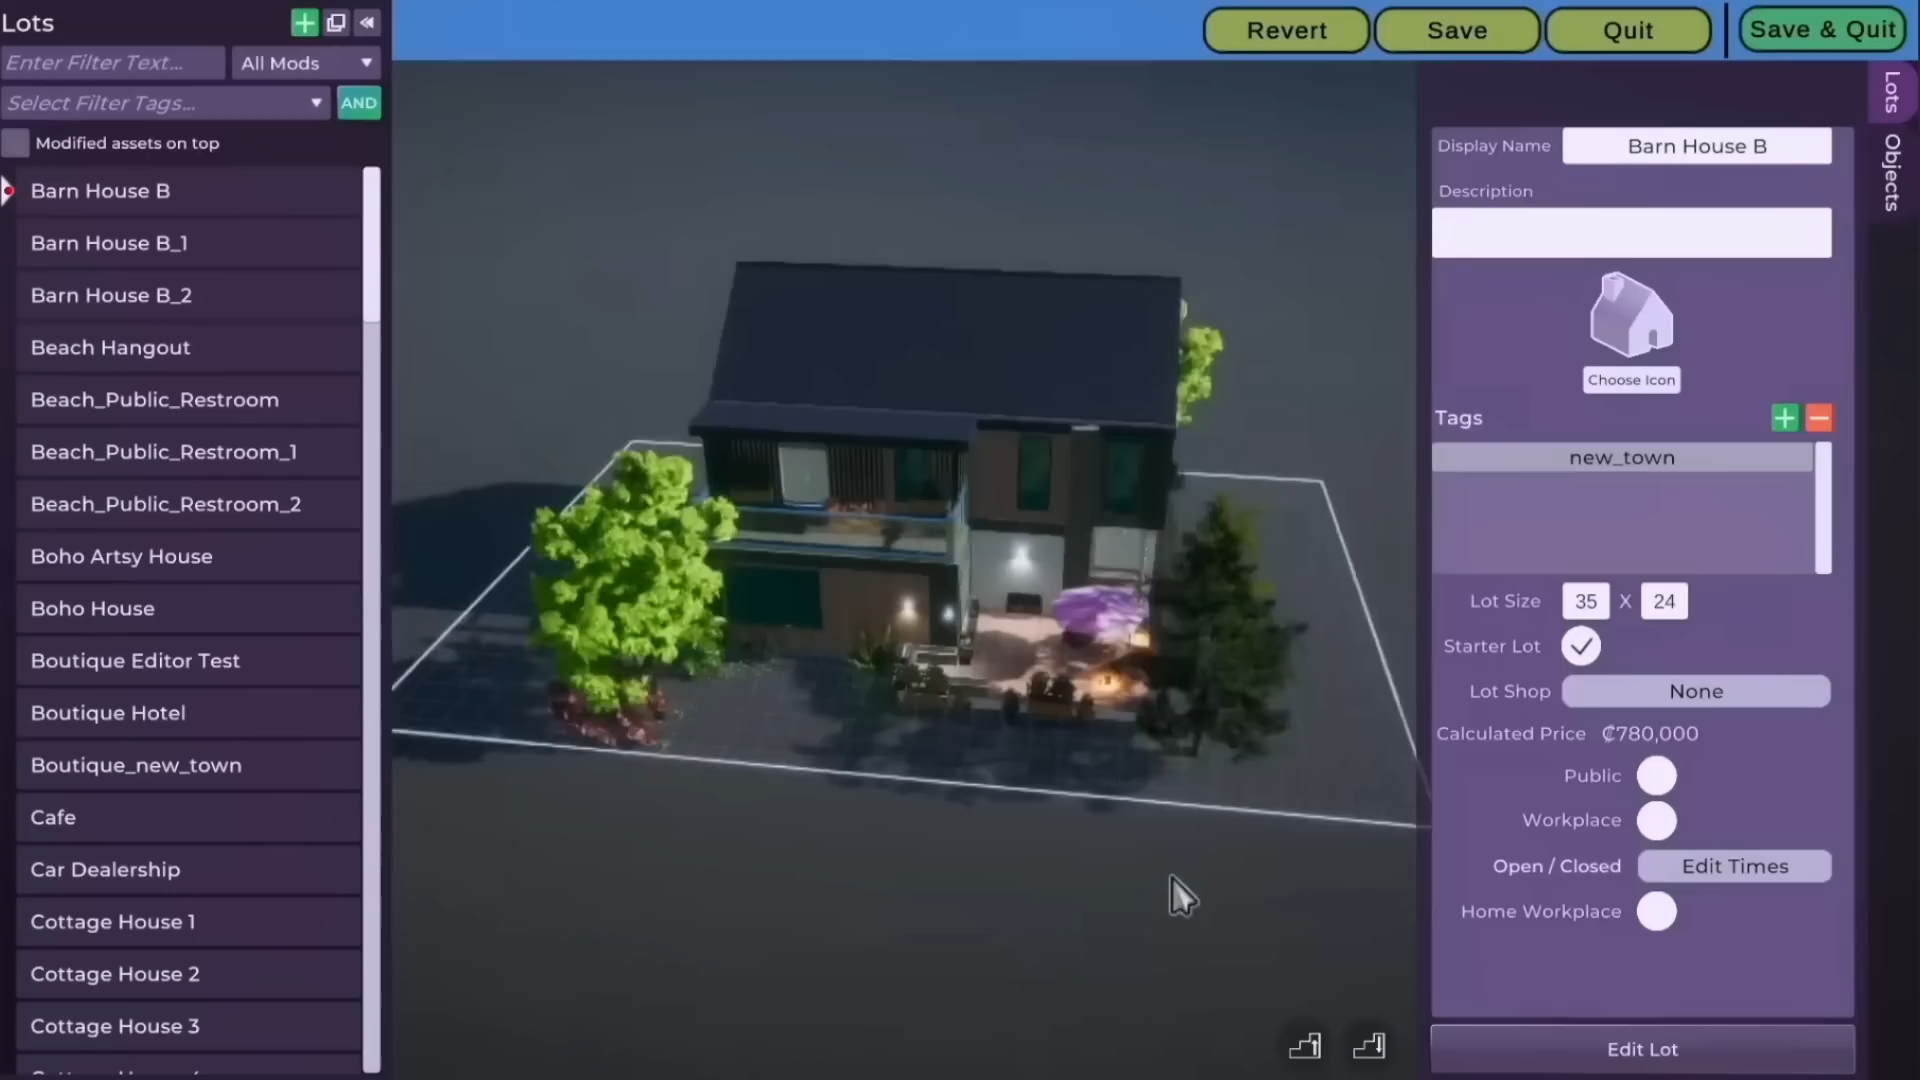 Lots
Revert
Save
Quit
Save & Quit
Enter Filter Text...
All Mods
Select Filter Tags...
AND
Modified assets on top
Barn House B
Barn House B_1
Barn House B_2
Beach Hangout
Beach_Public_Restroom
Beach_Public_Restroom_1
Beach_Public_Restroom_2
Boho Artsy House
Boho House
Boutique Editor Test
Boutique Hotel
Boutique_new_town
Cafe
Car Dealership
Cottage House 1
Cottage House 2
Cottage House 3
Display Name
Barn House B
Description
Choose Icon
Tags
new_town
Lot Size
35 X 24
Starter Lot
Lot Shop
None
Calculated Price ₡780,000
Public
Workplace
Open / Closed
Edit Times
Home Workplace
Edit Lot
Lots
Objects